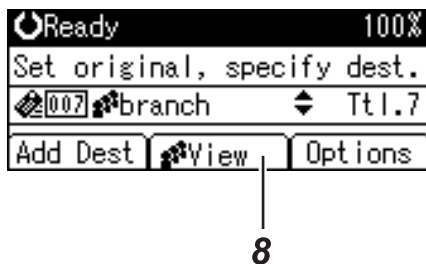 Ready 100%
Set original, specify dest.
007 branch Ttl.7
Add Dest View Options
8